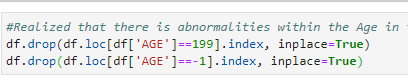 #Realized that there is abnormalities within the Age in
df.drop(df.loc[df['AGE']==199].index, inplace=True)
df.drop(df.loc[df['AGE']==-1].index, inplace=True)